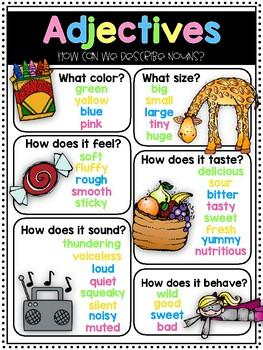 Adjectives
HOW CAN WE DESCRIBE NOUNS?
What color?
green
yellow
blue
pink
What size?
big
small
large
tiny
huge
How does it feel?
soft
fluffy
rough
smooth
sticky
How does it taste?
delicious
sour
bitter
tasty
sweet
fresh
yummy
nutritious
How does it sound?
thundering
voiceless
loud
quiet
squeaky
silent
noisy
muted
How does it behave?
wild
good
sweet
bad